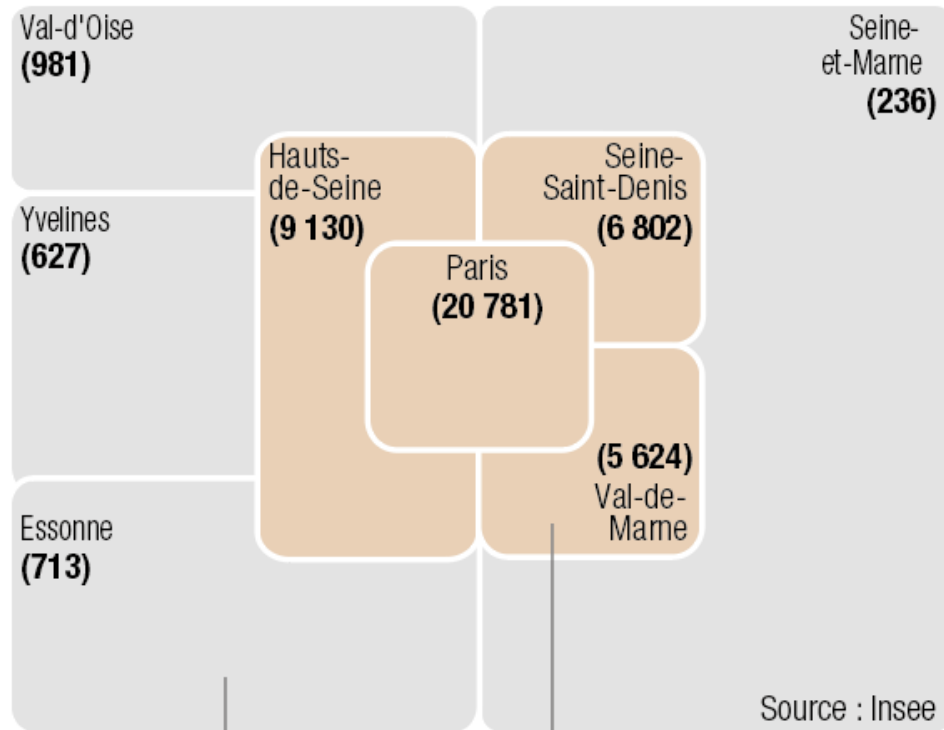 Val-d'Oise
(981)
Seine-
et-Marne
(236)
Hauts-
de-Seine
(9 130)
Seine-
Saint-Denis
(6 802)
Yvelines
(627)
Paris
(20 781)
(5 624)
Val-de-
Marne
Essonne
(713)
Source : Insee